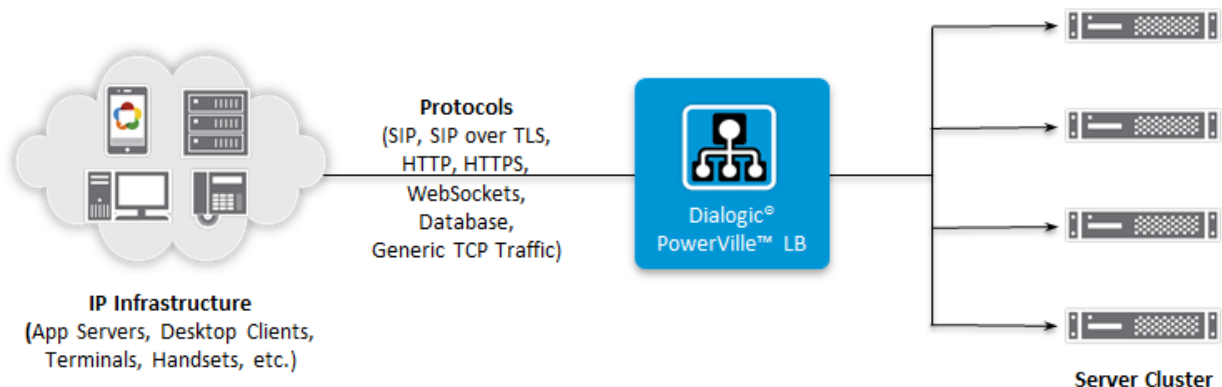 Protocols
(SIP, SIP over TLS,
HTTP, HTTPS,
WebSockets,
Database,
Generic TCP Traffic)
Dialogic®
PowerVille™ LB
IP Infrastructure
(App Servers, Desktop Clients,
Terminals, Handsets, etc.)
Server Cluster